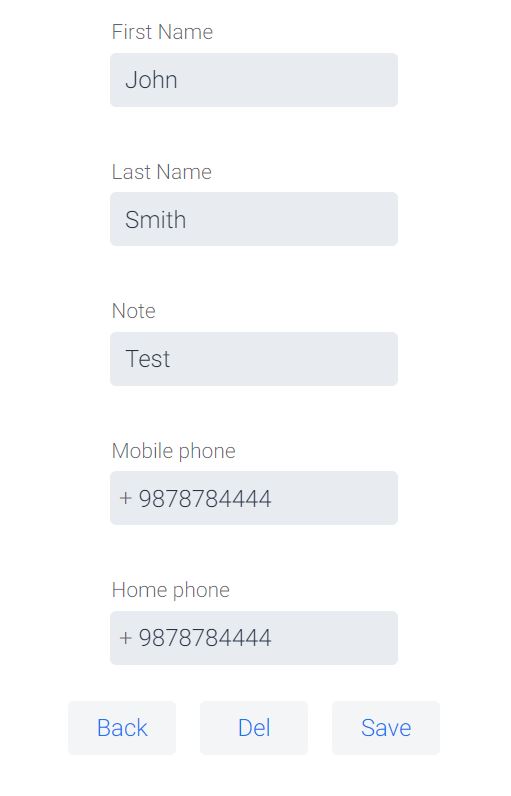 First Name
John
Last Name
Smith
Note
Test
Mobile phone
+ 9878784444
Home phone
+ 9878784444
Back Del Save